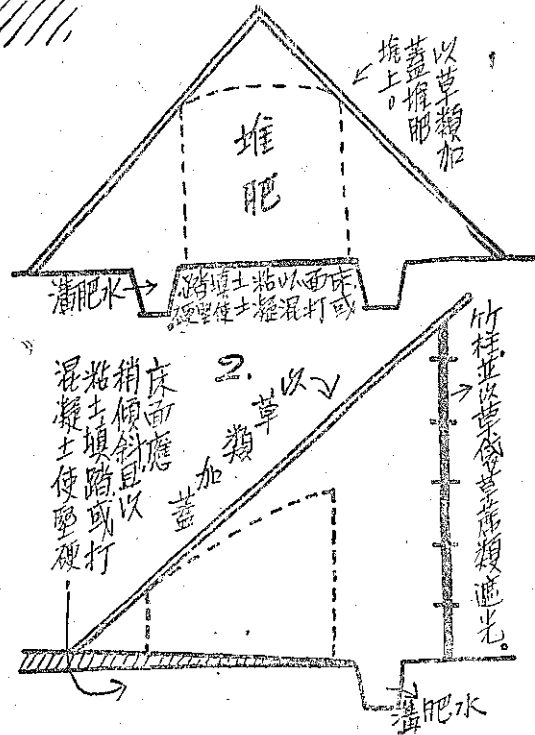 以草類加
蓋堆肥
堆上。
堆
肥
水肥溝
床面以粘土填踏
或打混凝土使堅硬。
2.
以草類加蓋
床面應
稍傾斜且以
粘土填踏或打
混凝土使堅硬
竹柱並以草袋草蓆類遮光。
水肥溝